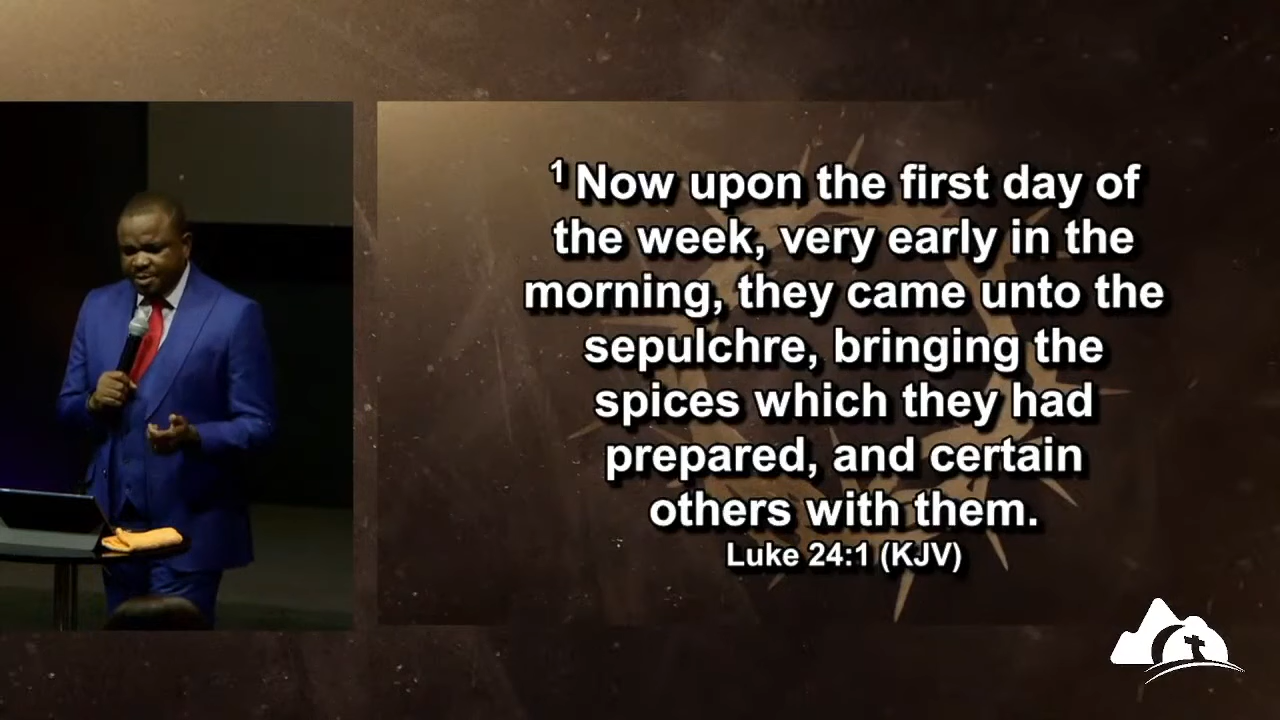 1 Now upon the first day of
the week, very early in the
morning, they came unto the
sepulchre, bringing the
spices which they had
prepared, and certain
others with them.
Luke 24:1 (KJV)